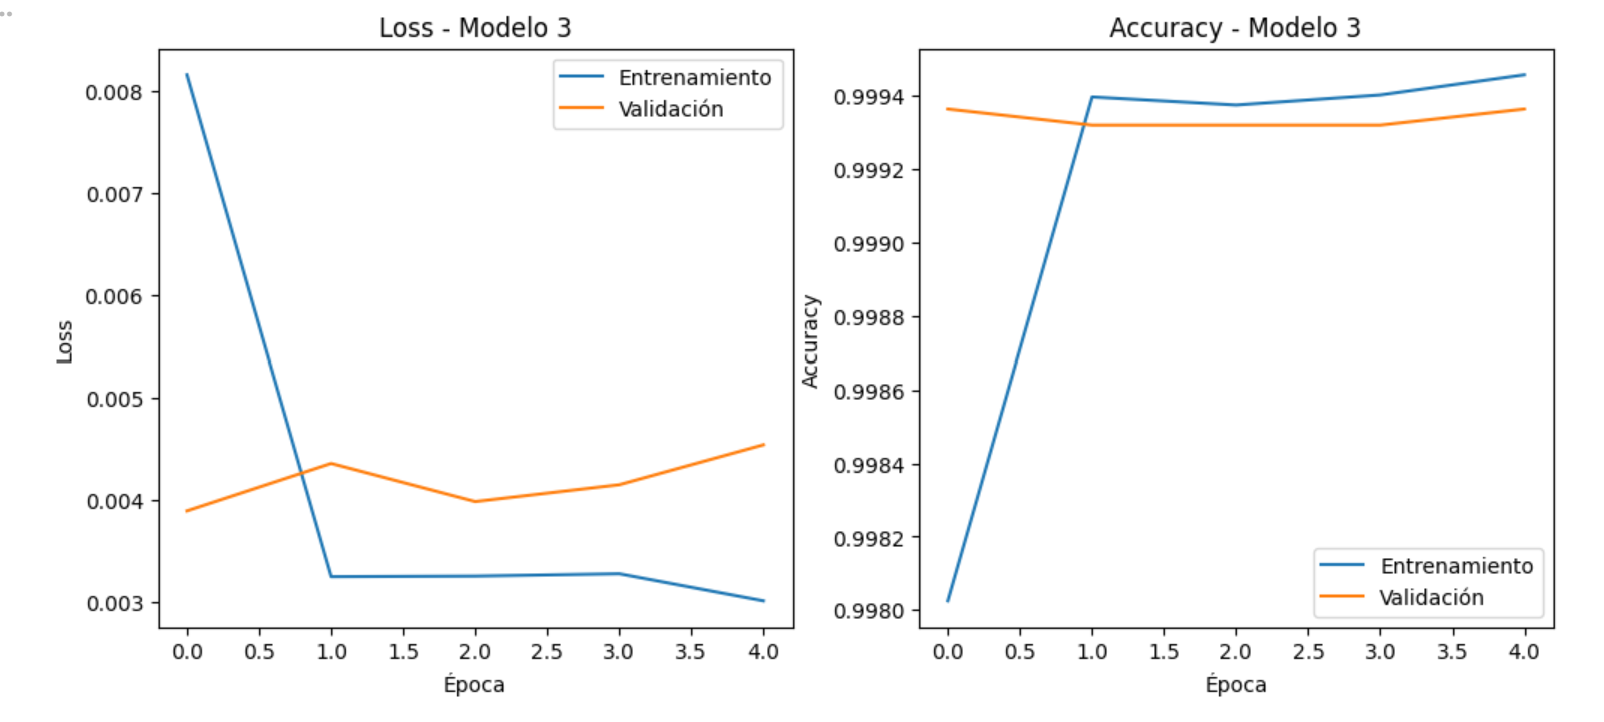 Loss - Modelo 3
Entrenamiento
Validación
0.008
0.007
0.006
0.005
0.004
0.003
Loss
0.0 0.5 1.0 1.5 2.0 2.5 3.0 3.5 4.0
Época
Accuracy - Modelo 3
0.9994
0.9992
0.9990
0.9988
0.9986
0.9984
0.9982
0.9980
Accuracy
Entrenamiento
Validación
0.0 0.5 1.0 1.5 2.0 2.5 3.0 3.5 4.0
Época